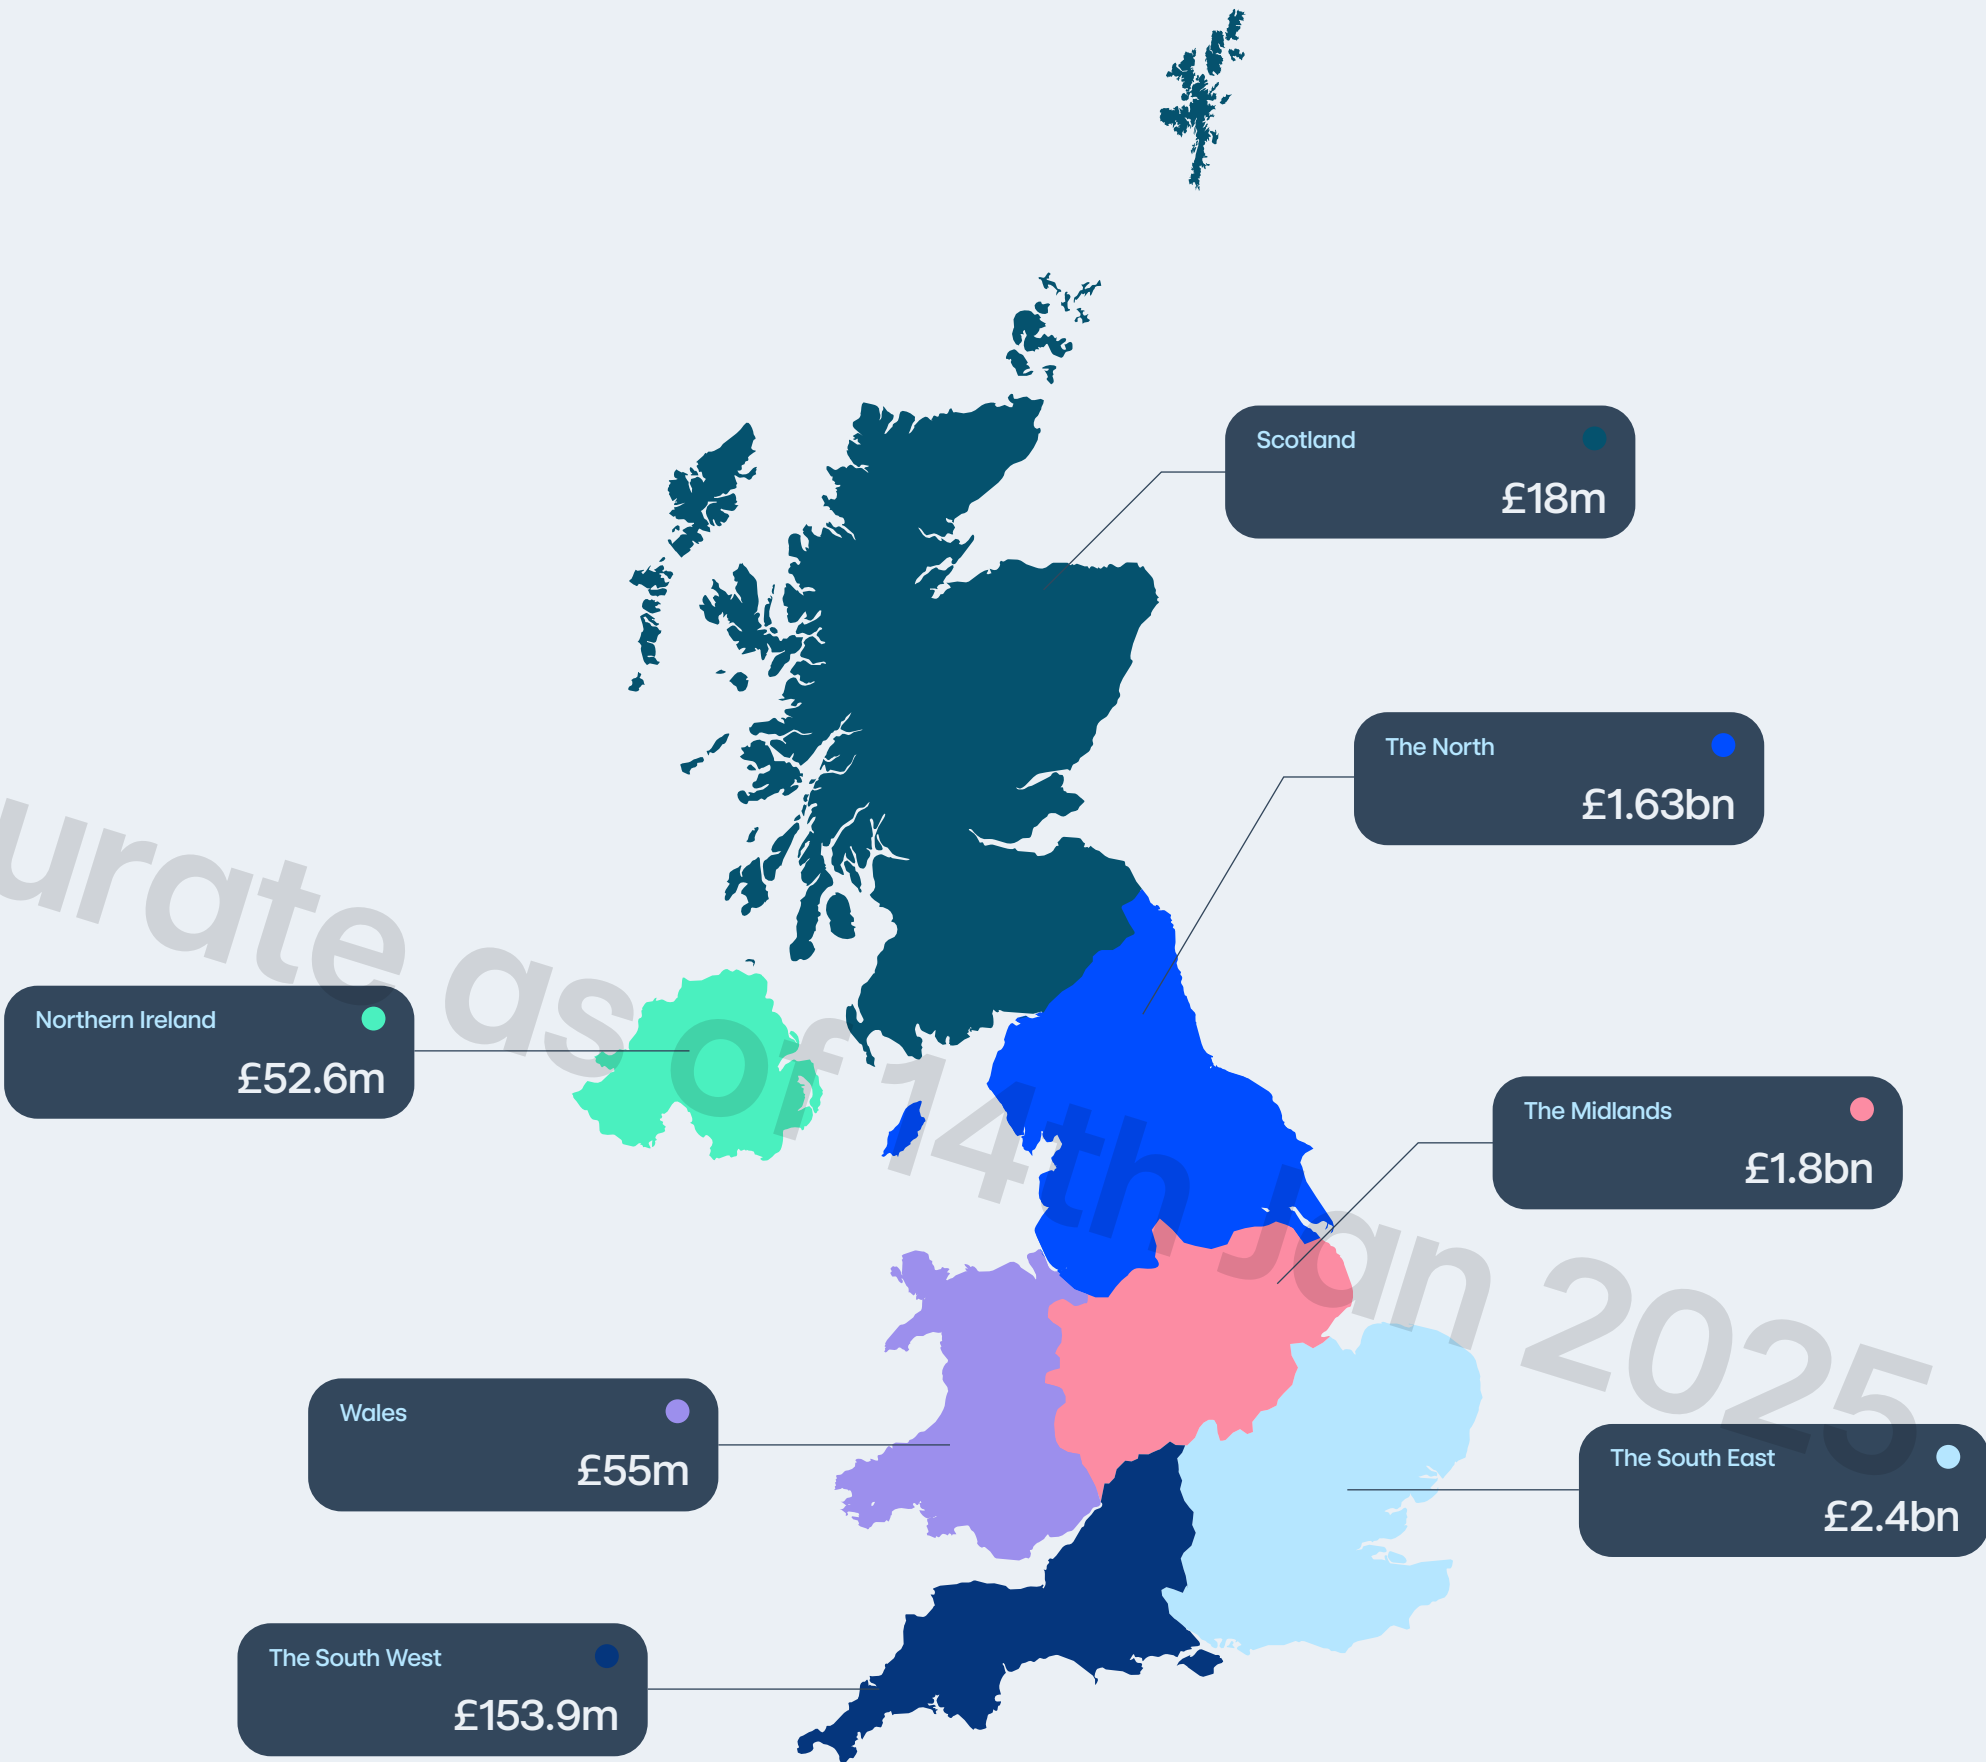 Scotland
£18m
The North
£1.63bn
urate as of 14th Jan 2025
Northern Ireland
£52.6m
The Midlands
£1.8bn
Wales
£55m
The South East
£2.4bn
The South West
£153.9m